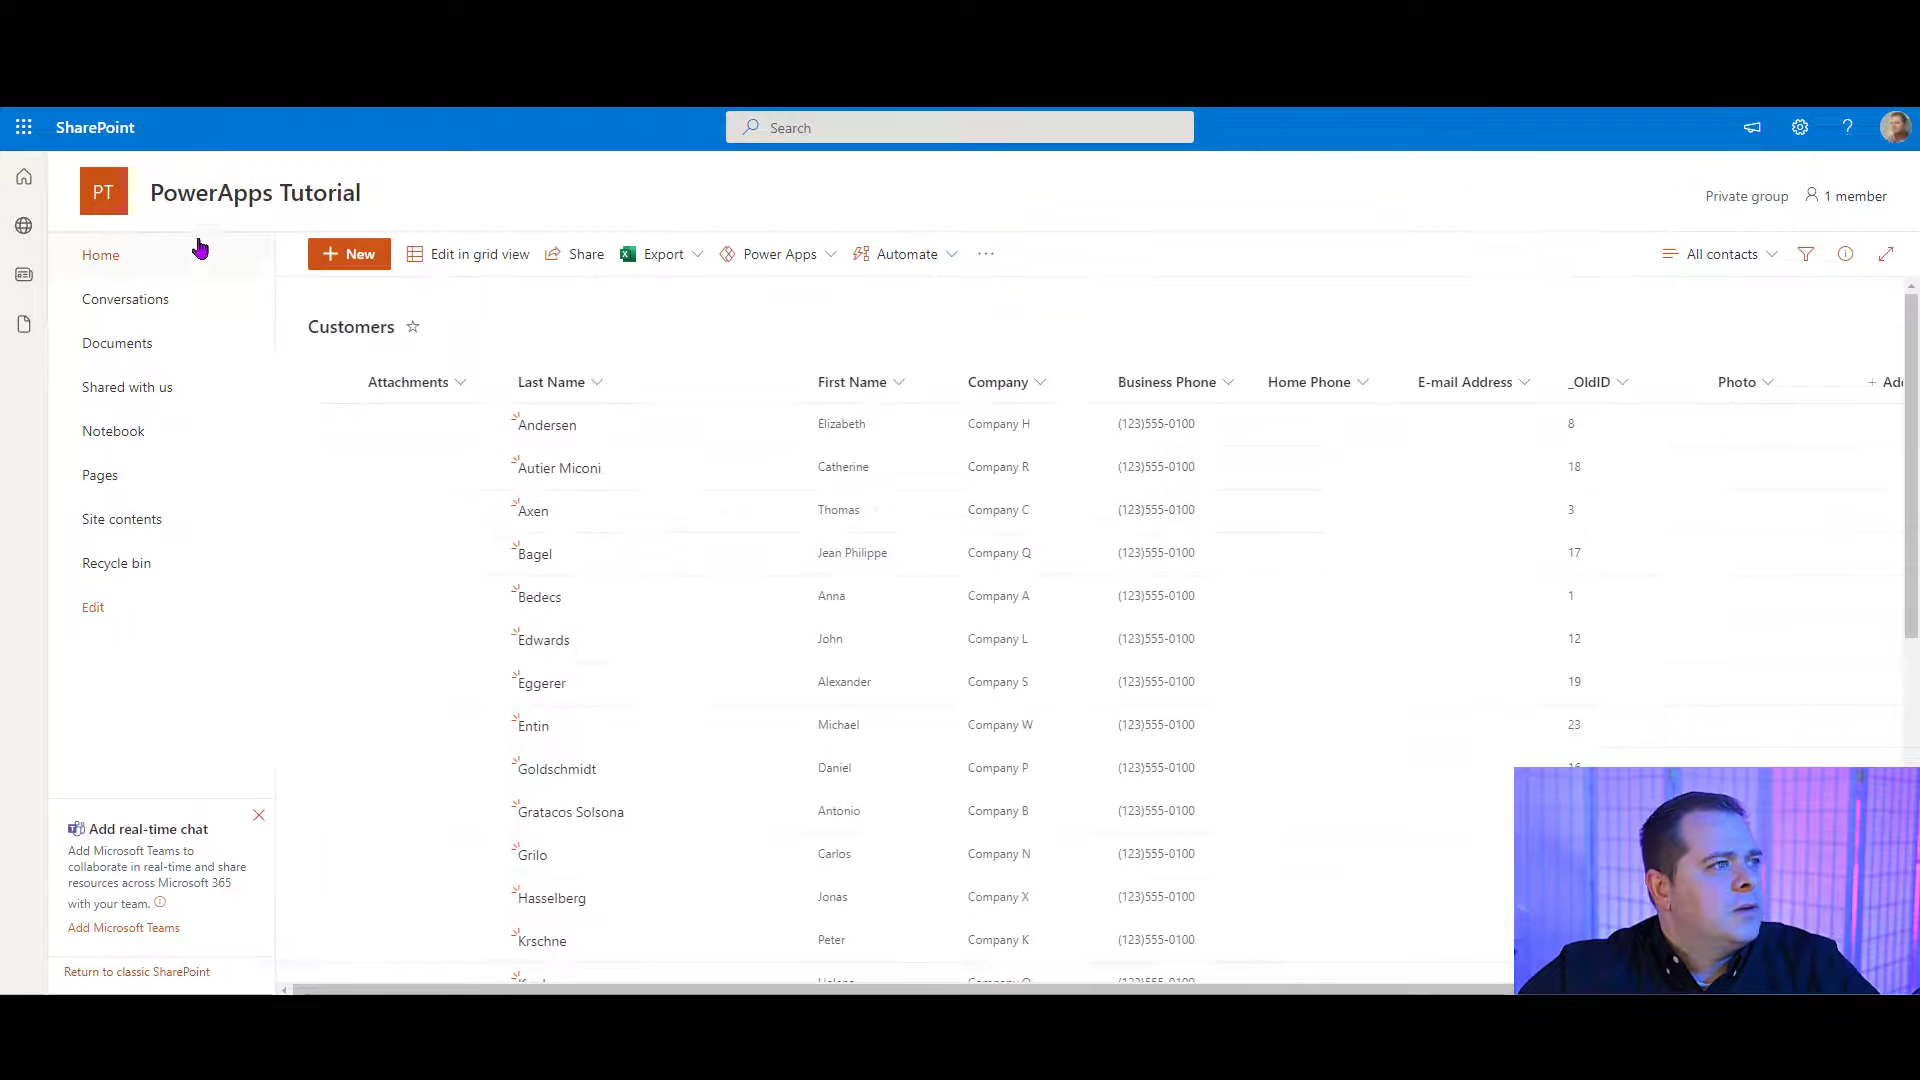 SharePoint
Search
PT
PowerApps Tutorial
Private group
1 member
Home
Conversations
Documents
Shared with us
Notebook
Pages
Site contents
Recycle bin
Edit
New
Edit in grid view
Share
Export
Power Apps
Automate
All contacts
Customers
Attachments Last Name First Name Company Business Phone Home Phone E-mail Address _OldID Photo + Add
Andersen Elizabeth Company H (123)555-0100 8
Autier Miconi Catherine Company R (123)555-0100 18
Axen Thomas Company C (123)555-0100 3
Bagel Jean Philippe Company Q (123)555-0100 17
Bedecs Anna Company A (123)555-0100 1
Edwards John Company L (123)555-0100 12
Eggerer Alexander Company S (123)555-0100 19
Entin Michael Company W (123)555-0100 23
Goldschmidt Daniel Company P (123)555-0100 16
Gratacos Solsona Antonio Company B (123)555-0100
Grilo Carlos Company N (123)555-0100
Hasselberg Jonas Company X (123)555-0100
Krschne Peter Company K (123)555-0100
Add real-time chat
Add Microsoft Teams to
collaborate in real-time and share
resources across Microsoft 365
with your team.
Add Microsoft Teams
Return to classic SharePoint